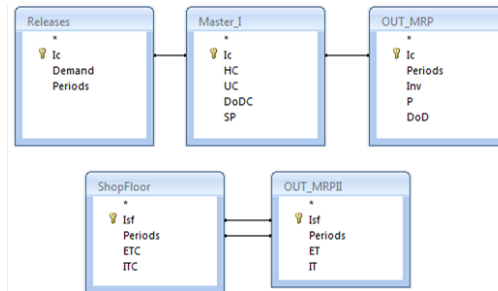 Releases
*
Ic
Demand
Periods
Master_I
*
Ic
HC
UC
DoDC
SP
OUT_MRP
*
Ic
Periods
Inv
P
DoD
ShopFloor
*
Isf
Periods
ETC
ITC
OUT_MRPII
*
Isf
Periods
ET
IT